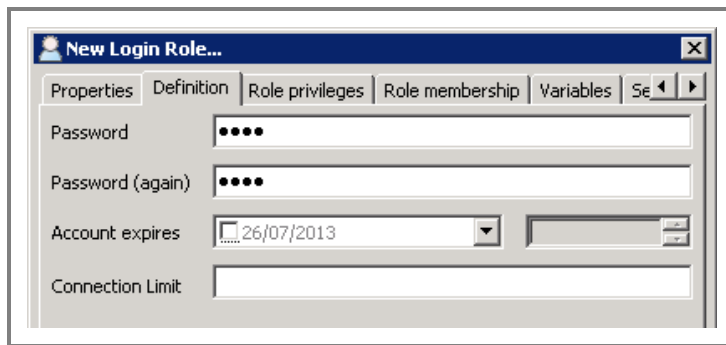 New Login Role...
Properties Definition Role privileges Role membership Variables Se
Password ••••
Password (again) ••••
Account expires 26/07/2013
Connection Limit